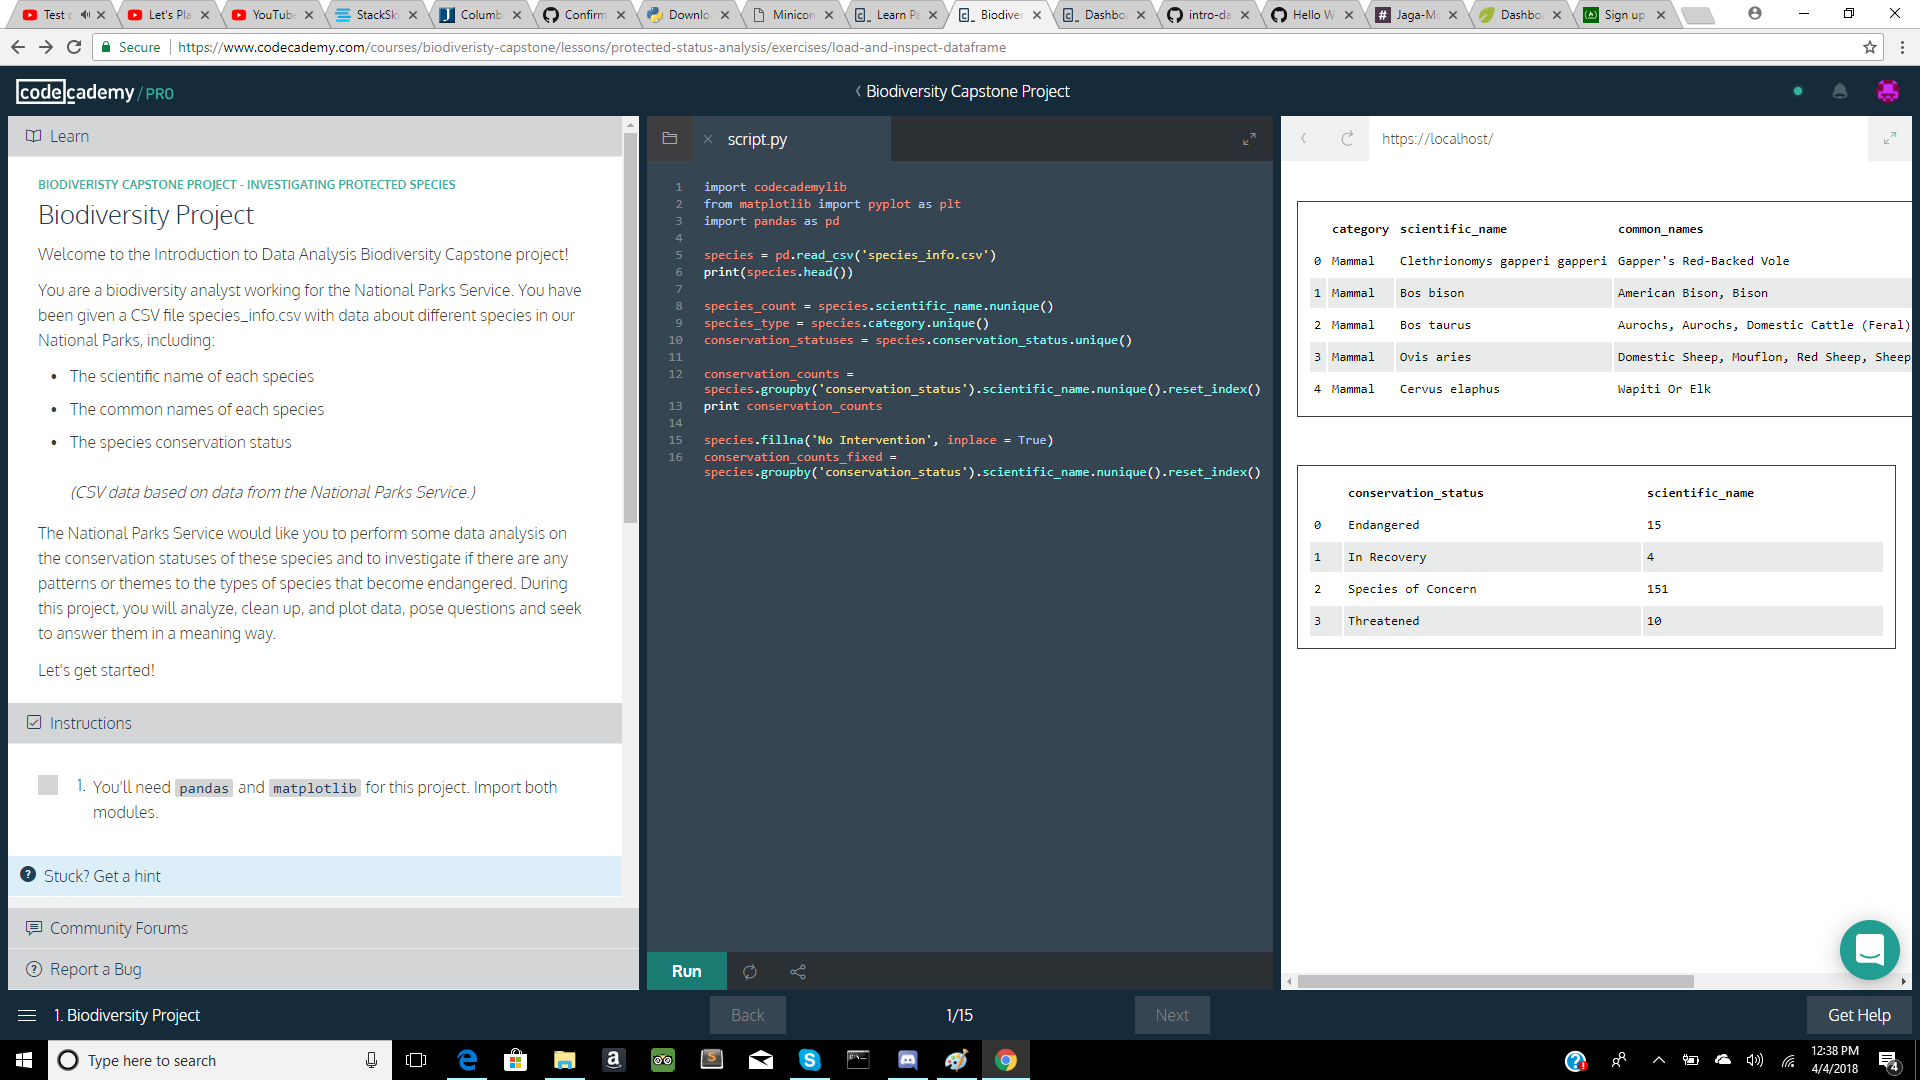 Test c
Let's Pla
YouTube
StackSki
Columb
Confirm
Downlo
Minicon
Learn Pa
Biodiver
Dashbo
intro-da
Hello W
Jaga-Mo
Dashbo
Sign up
Secure
https://www.codecademy.com/courses/biodiveristy-capstone/lessons/protected-status-analysis/exercises/load-and-inspect-dataframe
codecademy / PRO
Biodiversity Capstone Project
Learn
BIODIVERISTY CAPSTONE PROJECT - INVESTIGATING PROTECTED SPECIES
Biodiversity Project
Welcome to the Introduction to Data Analysis Biodiversity Capstone project!
You are a biodiversity analyst working for the National Parks Service. You have
been given a CSV file species_info.csv with data about different species in our
National Parks, including:
• The scientific name of each species
• The common names of each species
• The species conservation status
(CSV data based on data from the National Parks Service.)
The National Parks Service would like you to perform some data analysis on
the conservation statuses of these species and to investigate if there are any
patterns or themes to the types of species that become endangered. During
this project, you will analyze, clean up, and plot data, pose questions and seek
to answer them in a meaning way.
Let's get started!
Instructions
1. You'll need pandas and matplotlib for this project. Import both
modules.
Stuck? Get a hint
Community Forums
Report a Bug
script.py
1 import codecademylib
2 from matplotlib import pyplot as plt
3 import pandas as pd
4
5 species = pd.read_csv('species_info.csv')
6 print(species.head())
7
8 species_count = species.scientific_name.nunique()
9 species_type = species.category.unique()
10 conservation_statuses = species.conservation_status.unique()
11
12 conservation_counts =
species.groupby('conservation_status').scientific_name.nunique().reset_index()
13 print conservation_counts
14
15 species.fillna('No Intervention', inplace = True)
16 conservation_counts_fixed =
species.groupby('conservation_status').scientific_name.nunique().reset_index()
Run
https://localhost/
category scientific_name common_names
0 Mammal Clethrionomys gapperi gapperi Gapper's Red-Backed Vole
1 Mammal Bos bison American Bison, Bison
2 Mammal Bos taurus Aurochs, Aurochs, Domestic Cattle (Feral)
3 Mammal Ovis aries Domestic Sheep, Mouflon, Red Sheep, Sheep
4 Mammal Cervus elaphus Wapiti Or Elk
conservation_status scientific_name
0 Endangered 15
1 In Recovery 4
2 Species of Concern 151
3 Threatened 10
1. Biodiversity Project
Back
1/15
Next
Get Help
Type here to search
12:38 PM
4/4/2018
4